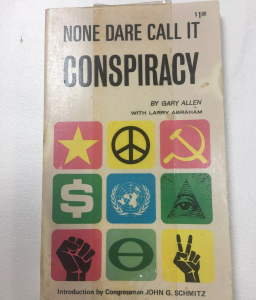 $1.00
NONE DARE CALL IT
CONSPIRACY
BY GARY ALLEN
WITH LARRY ABRAHAM
$
Introduction by Congressman JOHN G. SCHMITZ